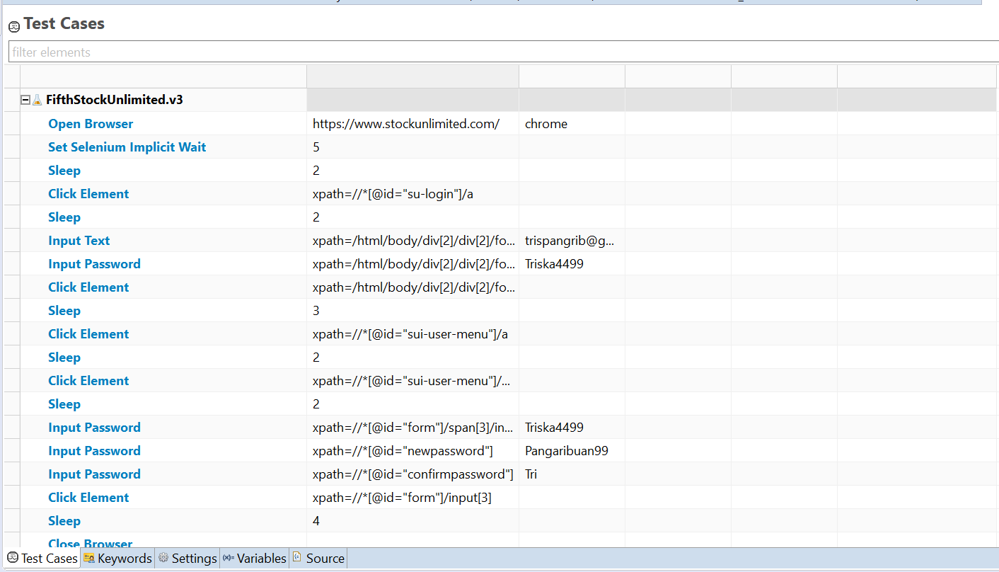 Test Cases
filter elements
FifthStockUnlimited.v3
Open Browser https://www.stockunlimited.com/ chrome
Set Selenium Implicit Wait 5
Sleep 2
Click Element xpath=//*[@id="su-login"]/a
Sleep 2
Input Text xpath=/html/body/div[2]/div[2]/fo... trispangrib@g...
Input Password xpath=/html/body/div[2]/div[2]/fo... Triska4499
Click Element xpath=/html/body/div[2]/div[2]/fo...
Sleep 3
Click Element xpath=//*[@id="sui-user-menu"]/a
Sleep 2
Click Element xpath=//*[@id="sui-user-menu"]/...
Sleep 2
Input Password xpath=//*[@id="form"]/span[3]/in... Triska4499
Input Password xpath=//*[@id="newpassword"] Pangaribuan99
Input Password xpath=//*[@id="confirmpassword"] Tri
Click Element xpath=//*[@id="form"]/input[3]
Sleep 4
Close Browser
Test Cases Keywords Settings (x)= Variables Source